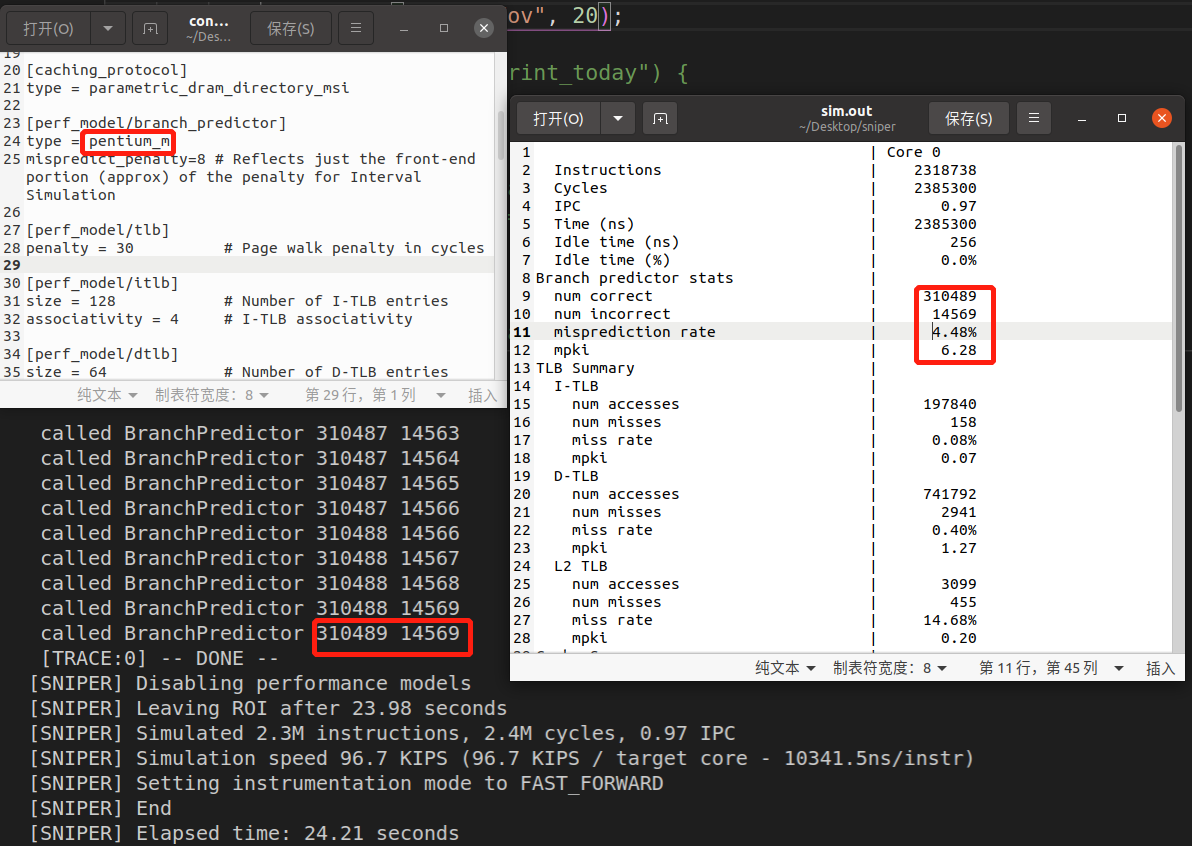 ov", 20);
rint_today") {
打开(O)
con...
~/Des...
保存(S)
19
20 [caching_protocol]
21 type = parametric_dram_directory_msi
22
23 [perf_model/branch_predictor]
24 type = pentium_m
25 mispredict_penalty=8 # Reflects just the front-end
portion (approx) of the penalty for Interval
Simulation
26
27 [perf_model/tlb]
28 penalty = 30 # Page walk penalty in cycles
29
30 [perf_model/itlb]
31 size = 128 # Number of I-TLB entries
32 associativity = 4 # I-TLB associativity
33
34 [perf_model/dtlb]
35 size = 64 # Number of D-TLB entries
纯文本 制表符宽度：8 第 29 行，第 1 列 插入
打开(O)
sim.out
~/Desktop/sniper
保存(S)
1 | Core 0
2 Instructions | 2318738
3 Cycles | 2385300
4 IPC | 0.97
5 Time (ns) | 2385300
6 Idle time (ns) | 256
7 Idle time (%) | 0.0%
8 Branch predictor stats |
9 num correct | 310489
10 num incorrect | 14569
11 misprediction rate | 4.48%
12 mpki | 6.28
13 TLB Summary |
14 I-TLB |
15 num accesses | 197840
16 num misses | 158
17 miss rate | 0.08%
18 mpki | 0.07
19 D-TLB |
20 num accesses | 741792
21 num misses | 2941
22 miss rate | 0.40%
23 mpki | 1.27
24 L2 TLB |
25 num accesses | 3099
26 num misses | 455
27 miss rate | 14.68%
28 mpki | 0.20
纯文本 制表符宽度：8 第 11 行，第 45 列 插入
called BranchPredictor 310487 14563
called BranchPredictor 310487 14564
called BranchPredictor 310487 14565
called BranchPredictor 310487 14566
called BranchPredictor 310488 14566
called BranchPredictor 310488 14567
called BranchPredictor 310488 14568
called BranchPredictor 310488 14569
called BranchPredictor 310489 14569
[TRACE:0] -- DONE --
[SNIPER] Disabling performance models
[SNIPER] Leaving ROI after 23.98 seconds
[SNIPER] Simulated 2.3M instructions, 2.4M cycles, 0.97 IPC
[SNIPER] Simulation speed 96.7 KIPS (96.7 KIPS / target core - 10341.5ns/instr)
[SNIPER] Setting instrumentation mode to FAST_FORWARD
[SNIPER] End
[SNIPER] Elapsed time: 24.21 seconds